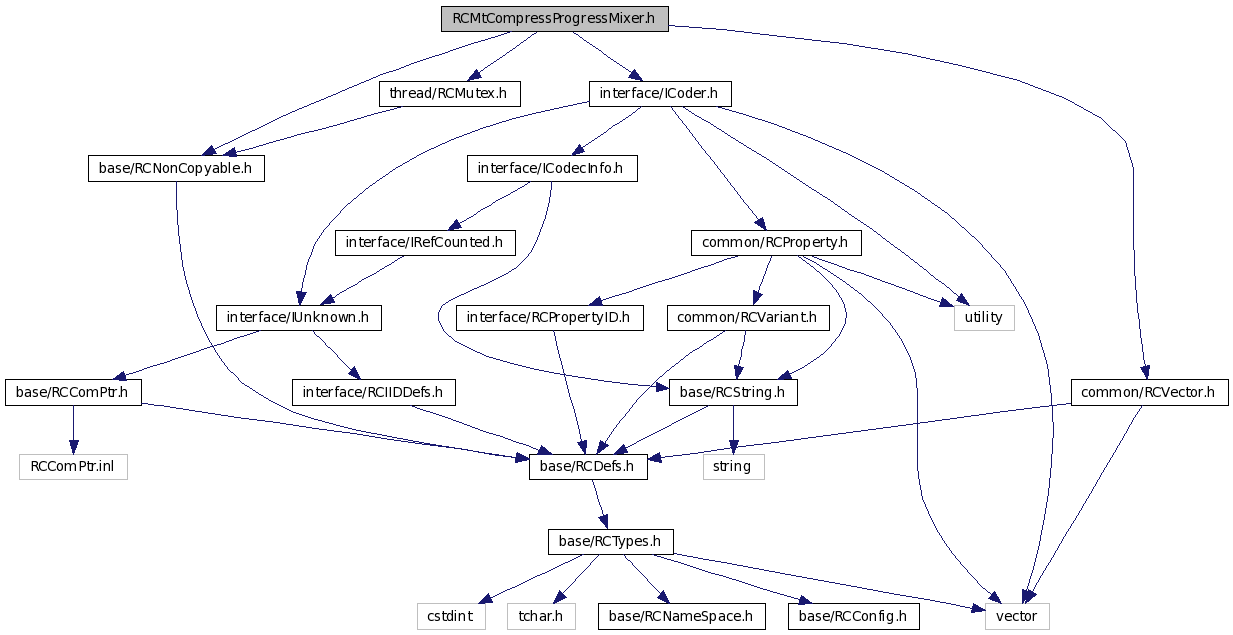 RCMtCompressProgressMixer.h
thread/RCMutex.h
interface/ICoder.h
base/RCNonCopyable.h
interface/ICodecInfo.h
interface/IRefCounted.h
common/RCProperty.h
interface/IUnknown.h
interface/RCPropertyID.h
common/RCVariant.h
utility
base/RCComPtr.h
interface/RCIIDDefs.h
base/RCString.h
common/RCVector.h
RCComPtr.inl
base/RCDefs.h
string
base/RCTypes.h
cstdint
tchar.h
base/RCNameSpace.h
base/RCConfig.h
vector